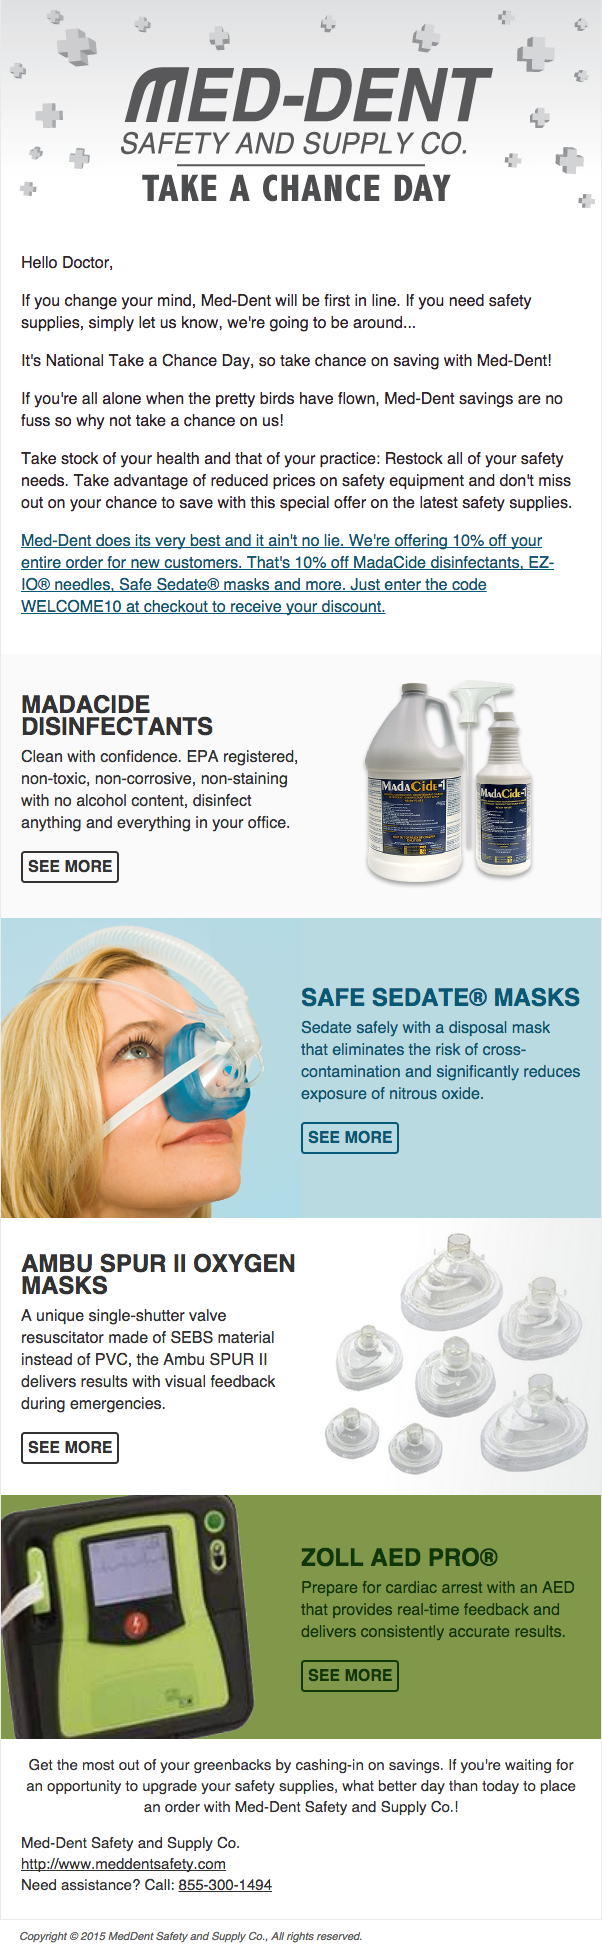 MED-DENT
SAFETY AND SUPPLY CO.
TAKE A CHANCE DAY
Hello Doctor,
If you change your mind, Med-Dent will be first in line. If you need safety
supplies, simply let us know, we're going to be around...
It's National Take a Chance Day, so take chance on saving with Med-Dent!
If you're all alone when the pretty birds have flown, Med-Dent savings are no
fuss so why not take a chance on us!
Take stock of your health and that of your practice: Restock all of your safety
needs. Take advantage of reduced prices on safety equipment and don't miss
out on your chance to save with this special offer on the latest safety supplies.
Med-Dent does its very best and it ain't no lie. We're offering 10% off your
entire order for new customers. That's 10% off MadaCide disinfectants, EZ-
IO® needles, Safe Sedate® masks and more. Just enter the code
WELCOME10 at checkout to receive your discount.
MADACIDE
DISINFECTANTS
Clean with confidence. EPA registered,
non-toxic, non-corrosive, non-staining
with no alcohol content, disinfect
anything and everything in your office.
SEE MORE
MADACIDE-1
MADACIDE-1
SAFE SEDATE® MASKS
Sedate safely with a disposal mask
that eliminates the risk of cross-
contamination and significantly reduces
exposure of nitrous oxide.
SEE MORE
AMBU SPUR II OXYGEN
MASKS
A unique single-shutter valve
resuscitator made of SEBS material
instead of PVC, the Ambu SPUR II
delivers results with visual feedback
during emergencies.
SEE MORE
ZOLL AED PRO®
Prepare for cardiac arrest with an AED
that provides real-time feedback and
delivers consistently accurate results.
SEE MORE
Get the most out of your greenbacks by cashing-in on savings. If you're waiting for
an opportunity to upgrade your safety supplies, what better day than today to place
an order with Med-Dent Safety and Supply Co.!
Med-Dent Safety and Supply Co.
http://www.meddentsafety.com
Need assistance? Call: 855-300-1494
Copyright © 2015 MedDent Safety and Supply Co., All rights reserved.